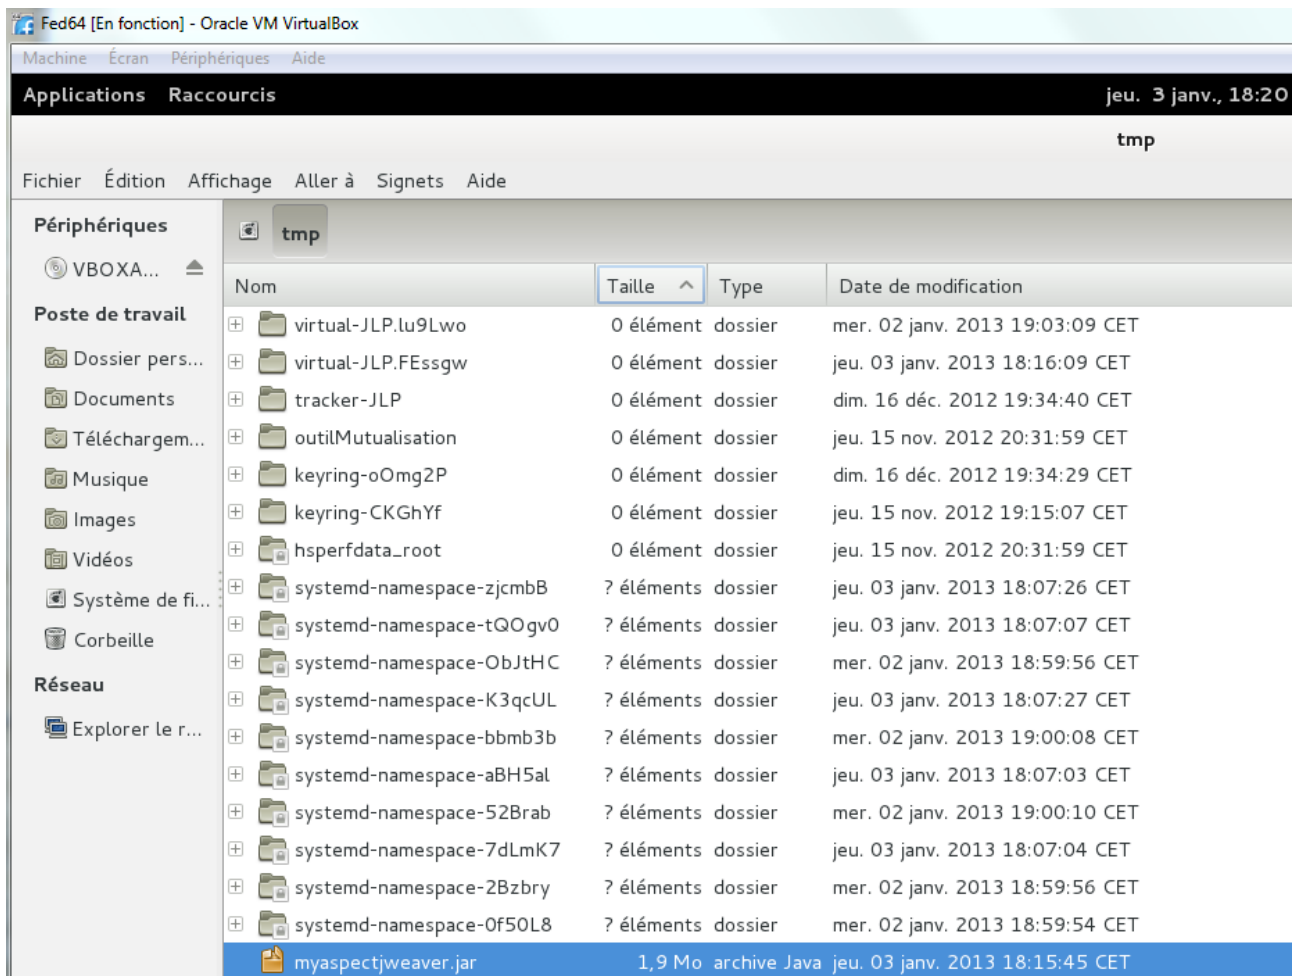 Fed64 [En fonction] - Oracle VM VirtualBox
Machine Écran Périphériques Aide
Applications Raccourcis jeu. 3 janv., 18:20
tmp
Fichier Édition Affichage Aller à Signets Aide
Périphériques
VBOXA...
Poste de travail
Dossier pers...
Documents
Téléchargem...
Musique
Images
Vidéos
Système de fi...
Corbeille
Réseau
Explorer le r...
tmp
Nom Taille Type Date de modification
virtual-JLP.lu9Lwo 0 élément dossier mer. 02 janv. 2013 19:03:09 CET
virtual-JLP.FEssgw 0 élément dossier jeu. 03 janv. 2013 18:16:09 CET
tracker-JLP 0 élément dossier dim. 16 déc. 2012 19:34:40 CET
outilMutualisation 0 élément dossier jeu. 15 nov. 2012 20:31:59 CET
keyring-oOmg2P 0 élément dossier dim. 16 déc. 2012 19:34:29 CET
keyring-CKGhYf 0 élément dossier jeu. 15 nov. 2012 19:15:07 CET
hsperfdata_root 0 élément dossier jeu. 15 nov. 2012 20:31:59 CET
systemd-namespace-zjcmbB ? éléments dossier jeu. 03 janv. 2013 18:07:26 CET
systemd-namespace-tQOgv0 ? éléments dossier jeu. 03 janv. 2013 18:07:07 CET
systemd-namespace-ObJtHC ? éléments dossier mer. 02 janv. 2013 18:59:56 CET
systemd-namespace-K3qcUL ? éléments dossier jeu. 03 janv. 2013 18:07:27 CET
systemd-namespace-bbmb3b ? éléments dossier mer. 02 janv. 2013 19:00:08 CET
systemd-namespace-aBH5al ? éléments dossier jeu. 03 janv. 2013 18:07:03 CET
systemd-namespace-52Brab ? éléments dossier mer. 02 janv. 2013 19:00:10 CET
systemd-namespace-7dLmK7 ? éléments dossier jeu. 03 janv. 2013 18:07:04 CET
systemd-namespace-2Bzbry ? éléments dossier mer. 02 janv. 2013 18:59:56 CET
systemd-namespace-0f50L8 ? éléments dossier mer. 02 janv. 2013 18:59:54 CET
myaspectjweaver.jar 1,9 Mo archive Java jeu. 03 janv. 2013 18:15:45 CET